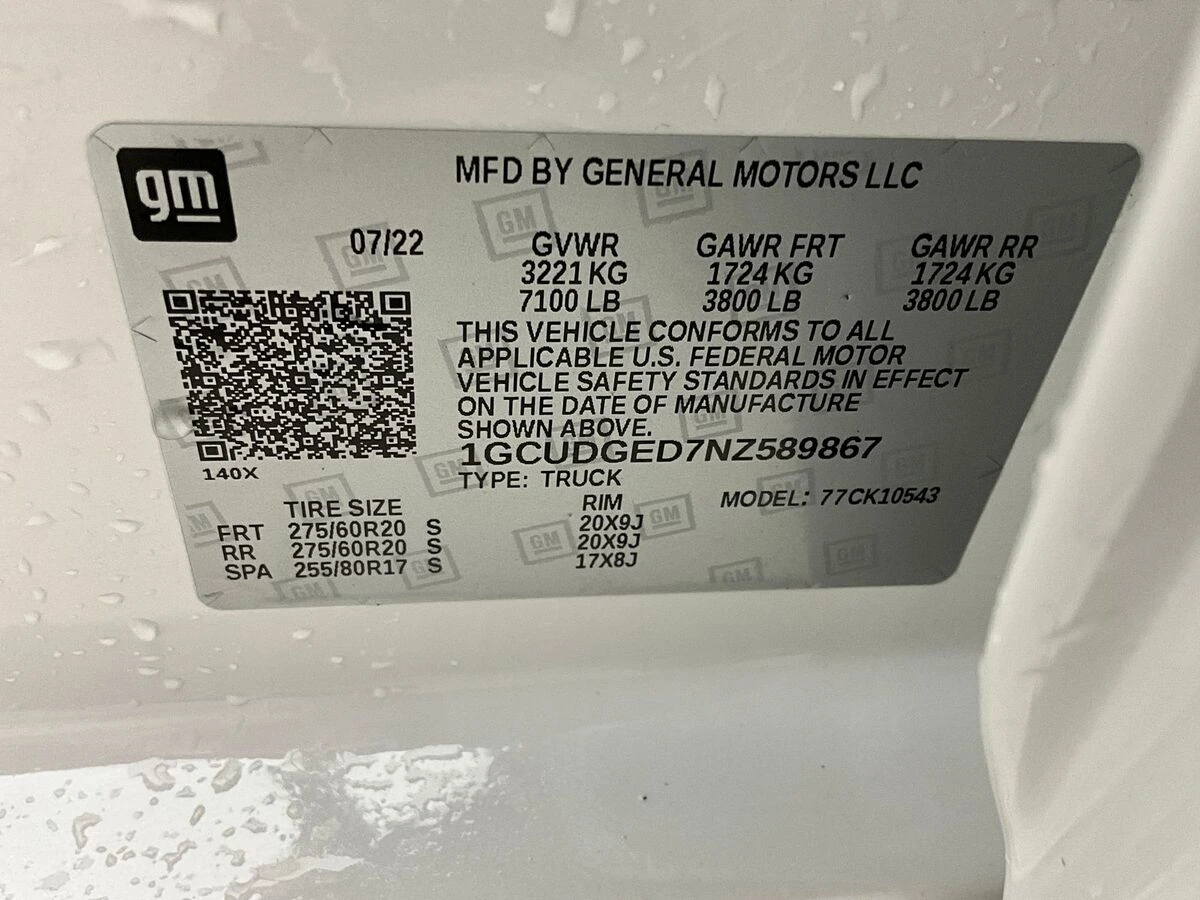 gm
MFD BY GENERAL MOTORS LLC
07/22 GVWR GAWR FRT GAWR RR
3221 KG 1724 KG 1724 KG
7100 LB 3800 LB 3800 LB
THIS VEHICLE CONFORMS TO ALL
APPLICABLE U.S. FEDERAL MOTOR
VEHICLE SAFETY STANDARDS IN EFFECT
ON THE DATE OF MANUFACTURE
SHOWN ABOVE.
1GCUDGED7NZ589867
140X
TYPE: TRUCK
MODEL: 77CK10543
TIRE SIZE RIM
FRT 275/60R20 S 20X9J
RR 275/60R20 S 20X9J
SPA 255/80R17 S 17X8J